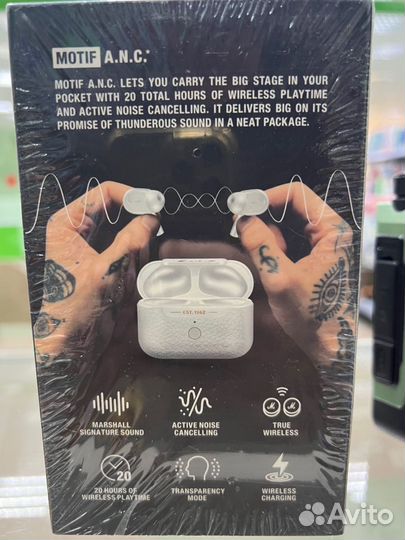 MOTIF A.N.C.*
MOTIF A.N.C. LETS YOU CARRY THE BIG STAGE IN YOUR
POCKET WITH 20 TOTAL HOURS OF WIRELESS PLAYTIME
AND ACTIVE NOISE CANCELLING. IT DELIVERS BIG ON ITS
PROMISE OF THUNDEROUS SOUND IN A NEAT PACKAGE.
EST. 1962
MARSHALL
SIGNATURE SOUND
ACTIVE NOISE
CANCELLING
TRUE
WIRELESS
20
20 HOURS OF
WIRELESS PLAYTIME
TRANSPARENCY
MODE
WIRELESS
CHARGING
Avito